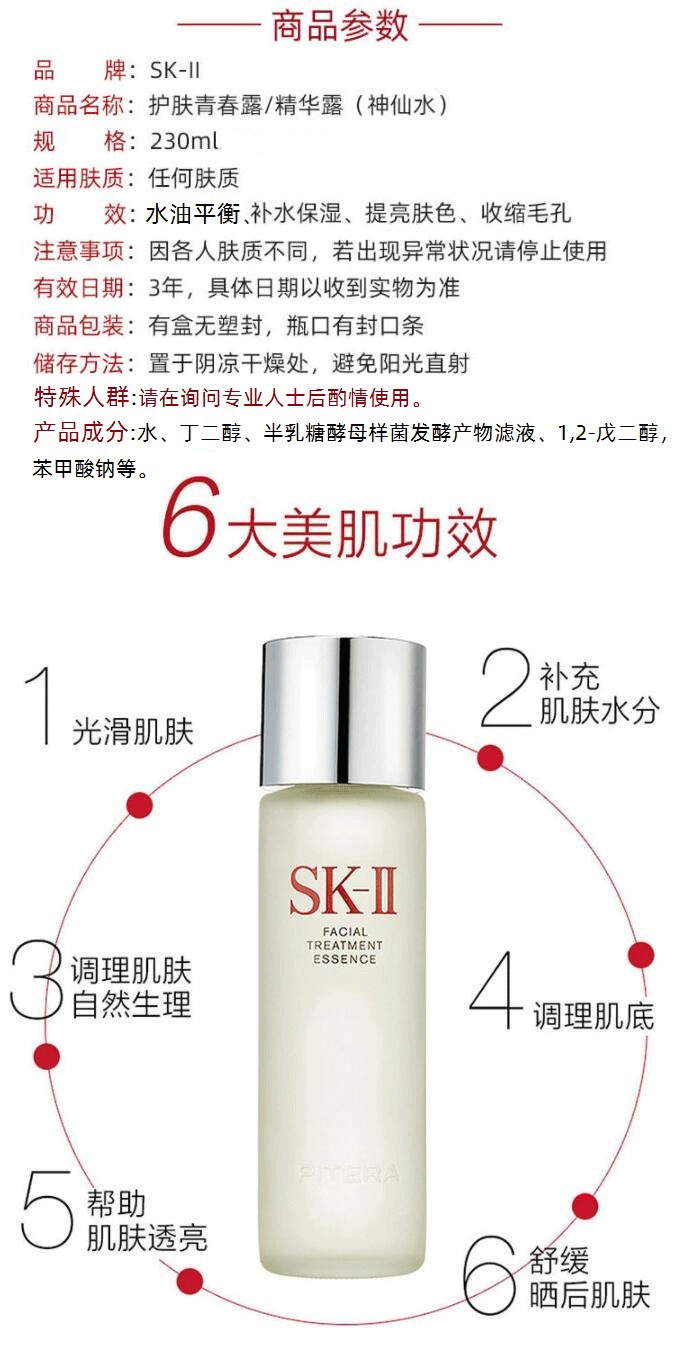 商品参数
品 牌：SK-II
商品名称：护肤青春露/精华露（神仙水）
规 格：230ml
适用肤质：任何肤质
功 效：水油平衡、补水保湿、提亮肤色、收缩毛孔
注意事项：因各人肤质不同，若出现异常状况请停止使用
有效日期：3年，具体日期以收到实物为准
商品包装：有盒无塑封，瓶口有封口条
储存方法：置于阴凉干燥处，避免阳光直射
特殊人群:请在询问专业人士后酌情使用。
产品成分:水、丁二醇、半乳糖酵母样菌发酵产物滤液、1,2-戊二醇，
苯甲酸钠等。
6大美肌功效
1 光滑肌肤
2 补充
肌肤水分
SK-II
FACIAL
TREATMENT
ESSENCE
3 调理肌肤
自然生理
4 调理肌底
PITERA
5 帮助
肌肤透亮
6 舒缓
晒后肌肤